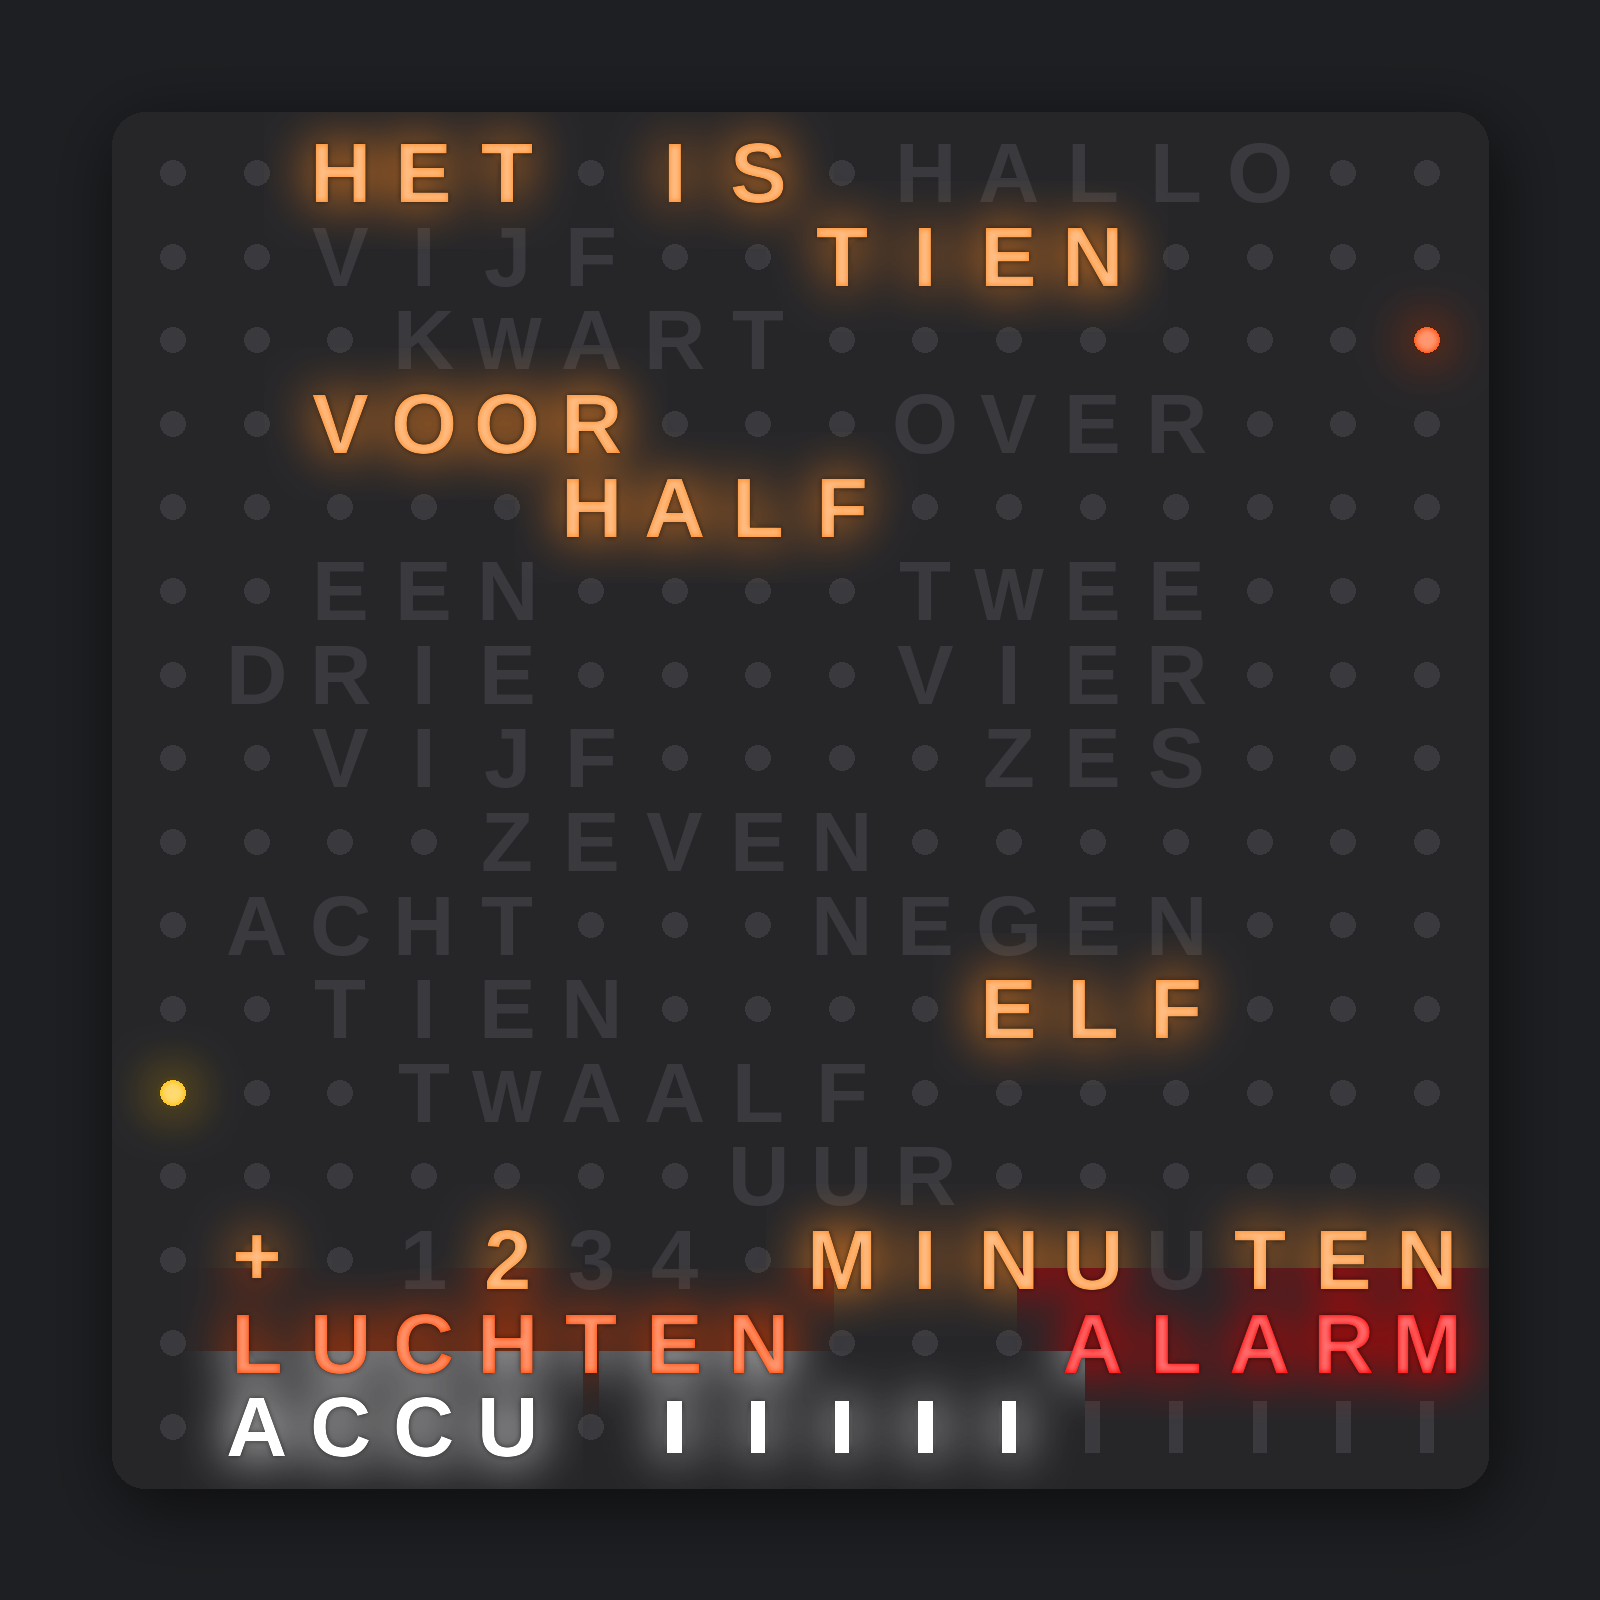 HET IS HALLO
VIJF TIEN
KWART
VOOR OVER
HALF
EEN TWEE
DRIE VIER
VIJF ZES
ZEVEN
ACHT NEGEN
TIEN ELF
TWAALF
UUR
+ 1 2 3 4 MINUUTEN
LUCHTEN ALARM
ACCU I I I I I I I I I I